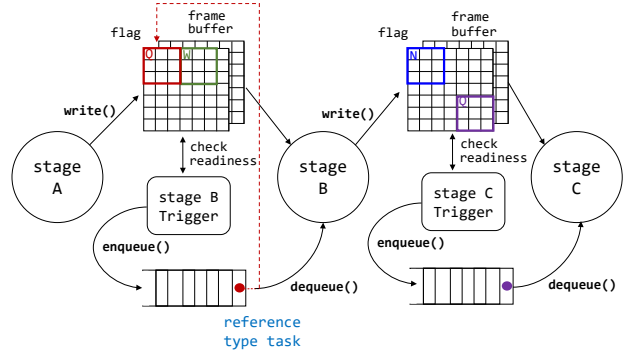 frame
buffer
flag
Q
W
write()
stage
A
check
readiness
stage B
Trigger
enqueue()
dequeue()
reference
type task
stage
B
write()
frame
buffer
flag
N
Q
check
readiness
stage C
Trigger
enqueue()
dequeue()
stage
C